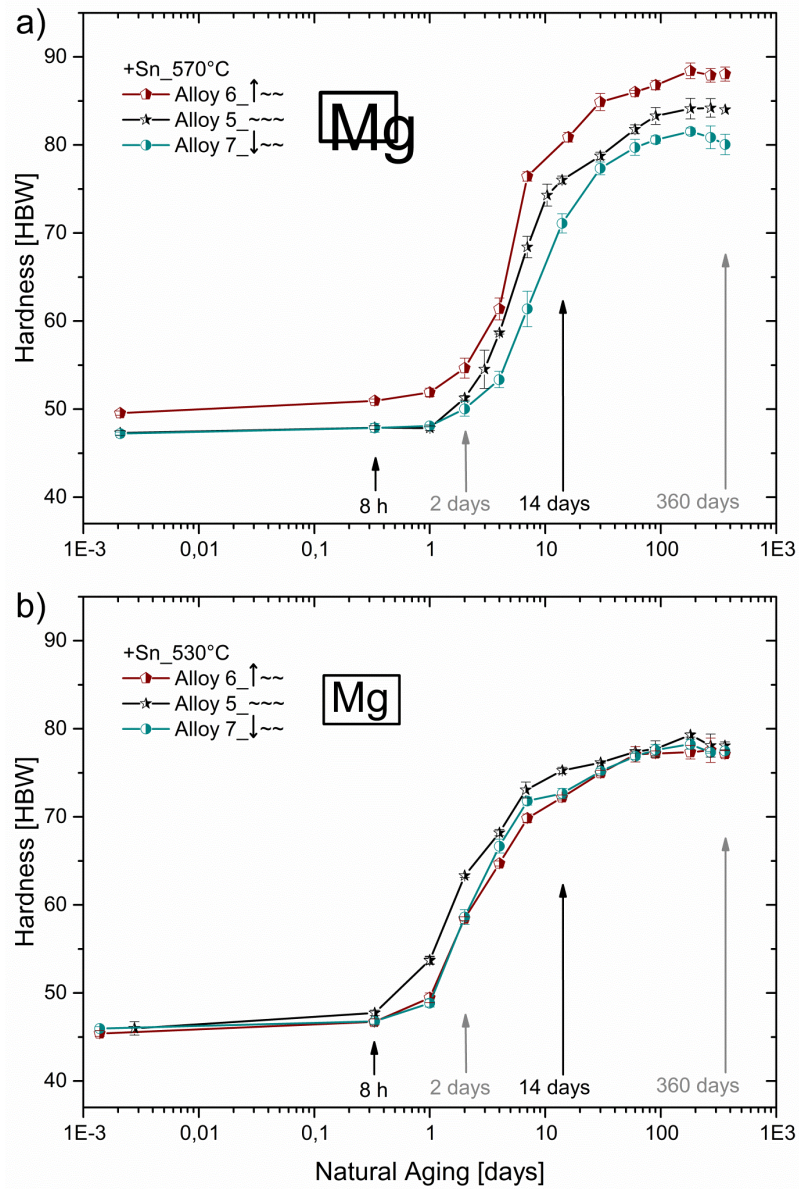 a)
90
80
70
60
50
40
Hardness [HBW]
+Sn_570°C
Alloy 6_↑~~
Alloy 5_~~~
Alloy 7_↓~~
Mg
8 h
2 days
14 days
360 days
1E-3
0,01
0,1
1
10
100
1E3
b)
90
80
70
60
50
40
Hardness [HBW]
+Sn_530°C
Alloy 6_↑~~
Alloy 5_~~~
Alloy 7_↓~~
Mg
8 h
2 days
14 days
360 days
1E-3
0,01
0,1
1
10
100
1E3
Natural Aging [days]